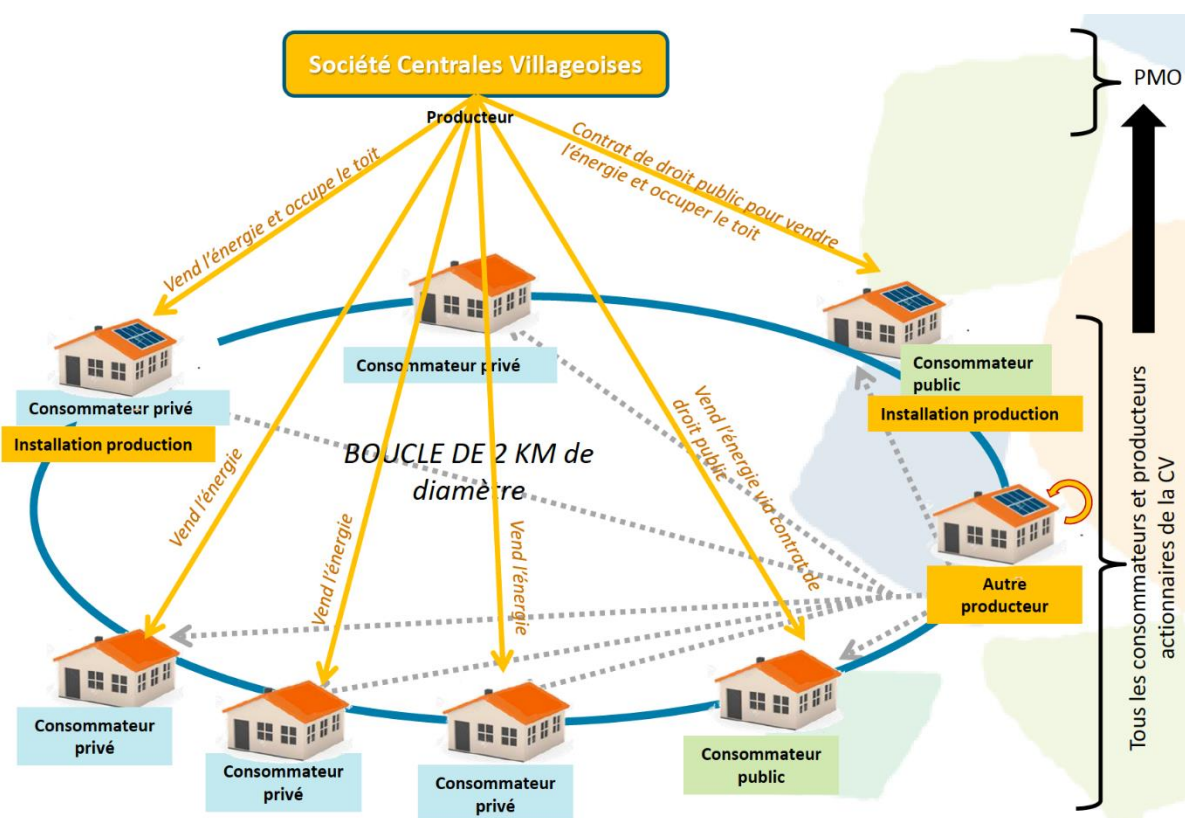 Société Centrales Villageoises
Producteur
PMO
Vend l'énergie et occupe le toit
Contrat de droit public pour vendre
l'énergie et occuper le toit
Consommateur privé
Installation production
Consommateur privé
Consommateur
public
Installation production
BOUCLE DE 2 KM de
diamètre
Vend l'énergie
Vend l'énergie
Vend l'énergie
Vend l'énergie via contrat de
droit public
Autre
producteur
Consommateur
privé
Consommateur
privé
Consommateur
privé
Consommateur
public
Tous les consommateurs et producteurs
actionnaires de la CV